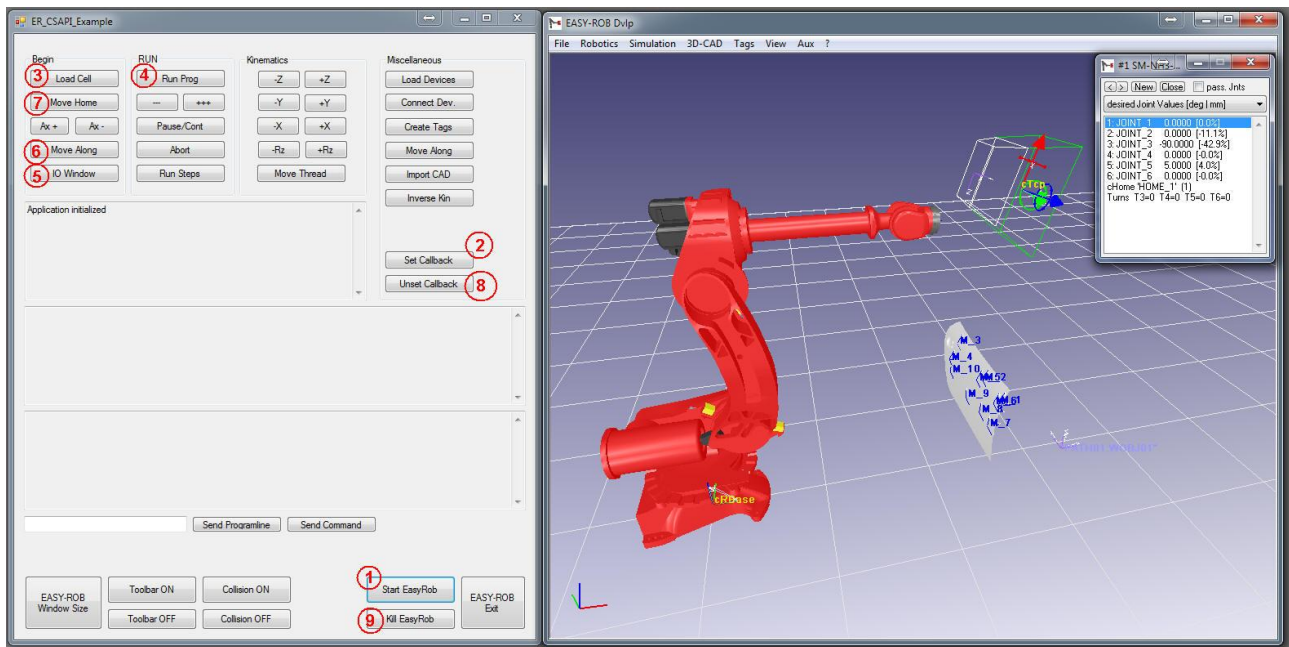 ER_CSAPI_Example
Begin
RUN
Kinematics
Miscellaneous
3 Load Cell
4 Run Prog
-Z
+Z
Load Devices
7 Move Home
---
+++
-Y
+Y
Connect Dev.
Ax +
Ax -
Pause/Cont
-X
+X
Create Tags
6 Move Along
Abort
-Rz
+Rz
Move Along
5 IO Window
Run Steps
Move Thread
Import CAD
Inverse Kin
Application initialized
2
Set Callback
Unset Callback 8
Send Programline
Send Command
EASY-ROB
Window Size
Toolbar ON
Collision ON
1
Start EasyRob
EASY-ROB
Exit
Toolbar OFF
Collision OFF
9 Kill EasyRob
EASY-ROB Dvlp
File Robotics Simulation 3D-CAD Tags View Aux ?
< > New Close pass. Jnts
desired Joint Values [deg | mm]
1: JOINT_1 0.0000 [0.0%]
2: JOINT_2 0.0000 [-11.1%]
3: JOINT_3 -90.0000 [-42.9%]
4: JOINT_4 0.0000 [-0.0%]
5: JOINT_5 5.0000 [4.0%]
6: JOINT_6 0.0000 [-0.0%]
cHome 'HOME_1' (1)
Turns T3=0 T4=0 T5=0 T6=0
cTcp
M_3
M_4
M_10
M_9
M_8
M_7
cRBase